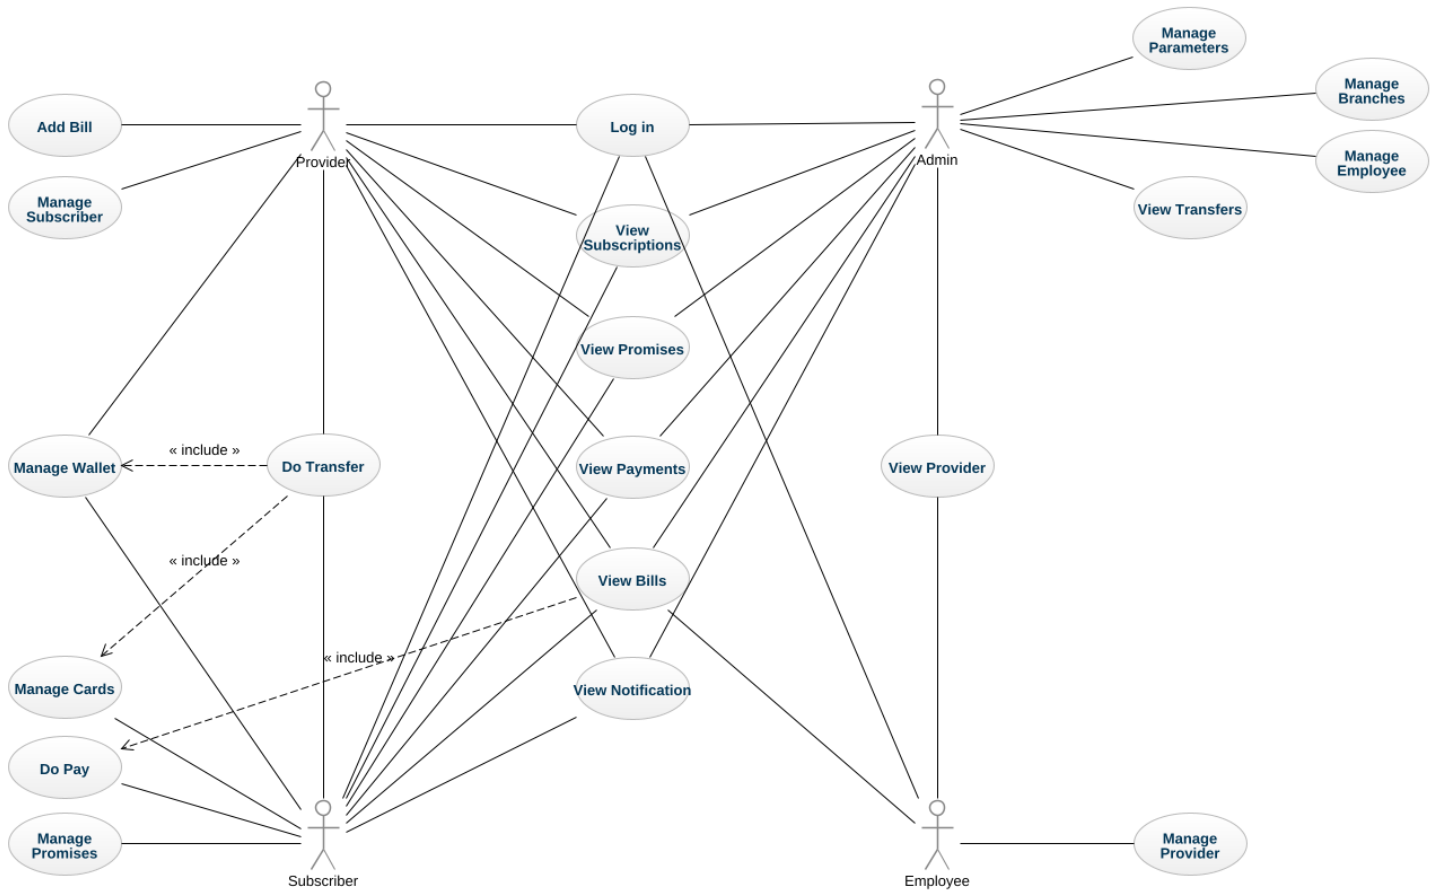 Manage
Parameters
Manage
Branches
Add Bill
Log in
Provider
Admin
Manage
Employee
Manage
Subscriber
View Transfers
View
Subscriptions
View Promises
« include »
Manage Wallet
Do Transfer
View Payments
View Provider
« include »
View Bills
« include »
Manage Cards
View Notification
Do Pay
Manage
Promises
Manage
Provider
Subscriber
Employee